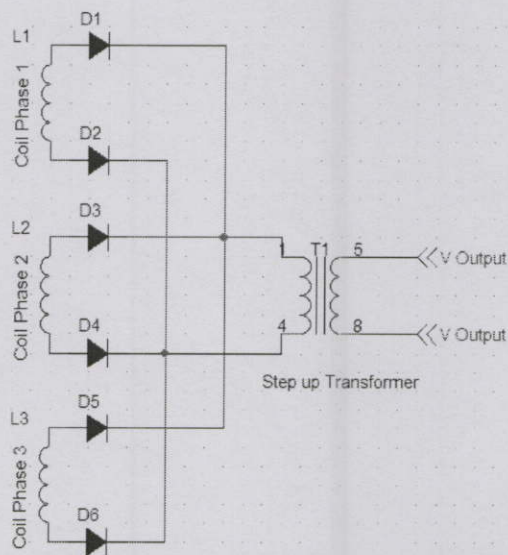 D1
L1
Coil Phase 1
D2
D3
L2
Coil Phase 2
D4
1 T1 5
V Output
4 8
V Output
Step up Transformer
D5
L3
Coil Phase 3
D6